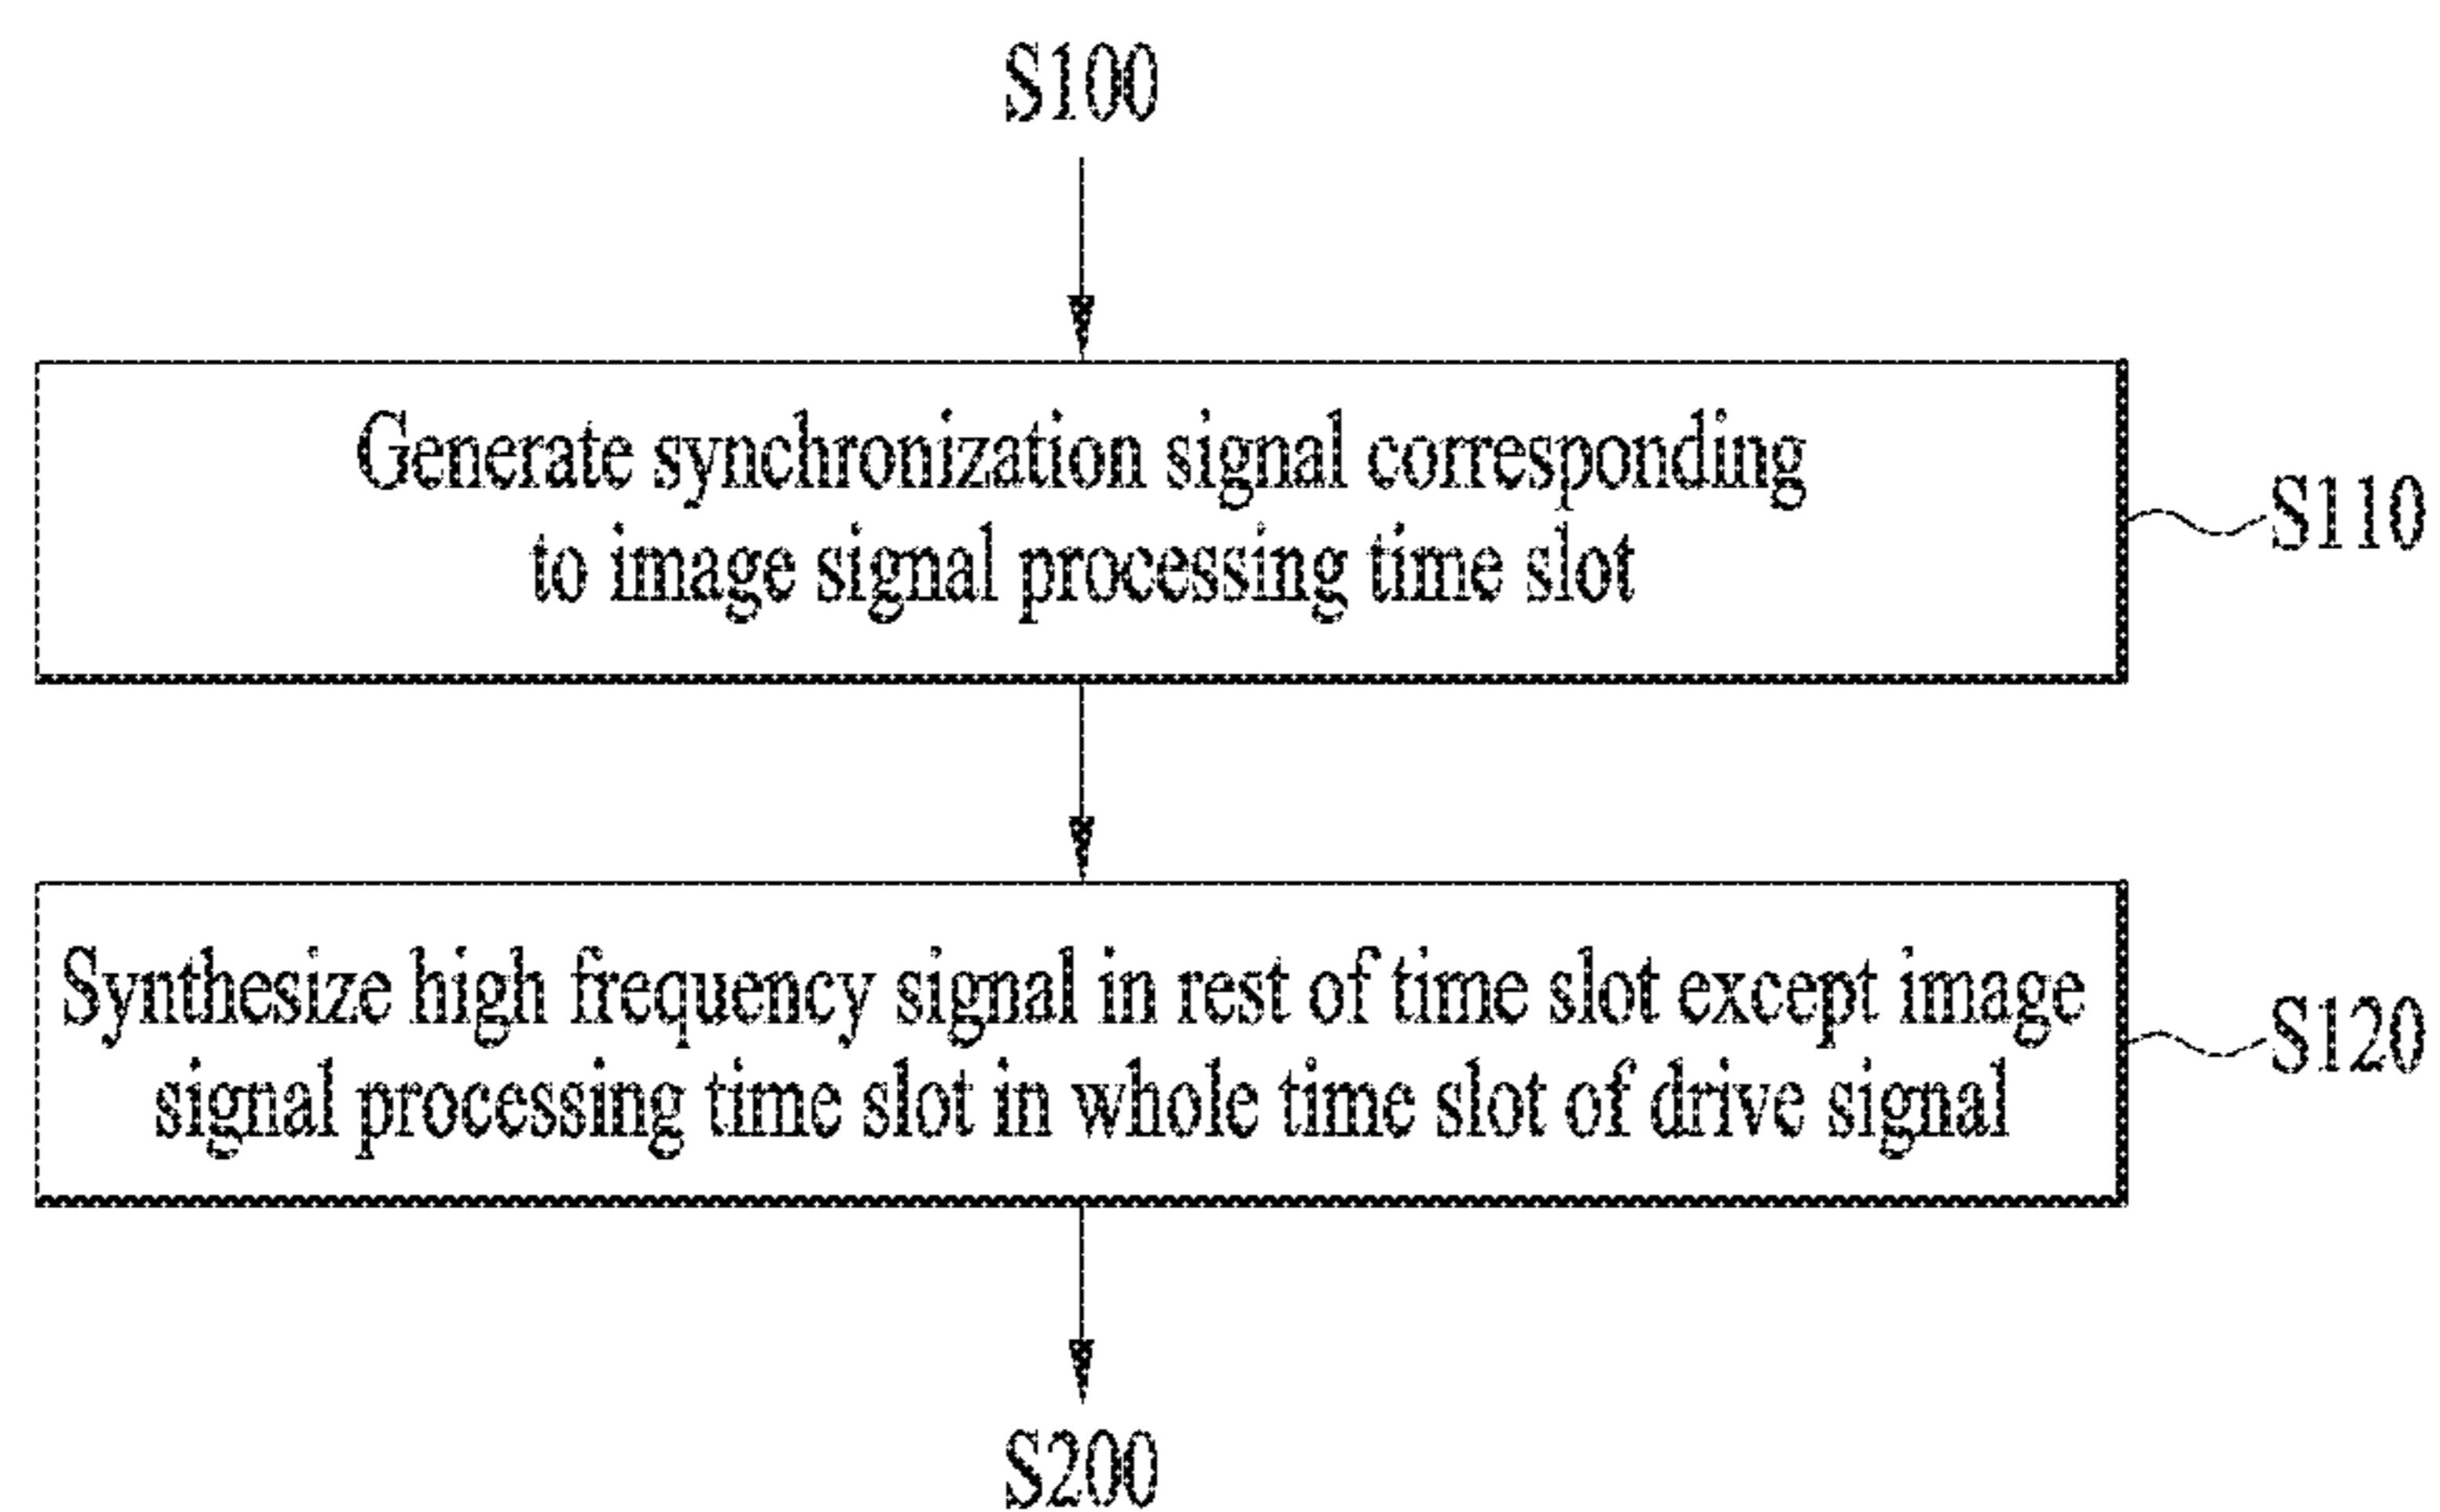 S100
Generate synchronization signal corresponding
to image signal processing time slot
S110
Synthesize high frequency signal in rest of time slot except image
signal processing time slot in whole time slot of drive signal
S120
S200